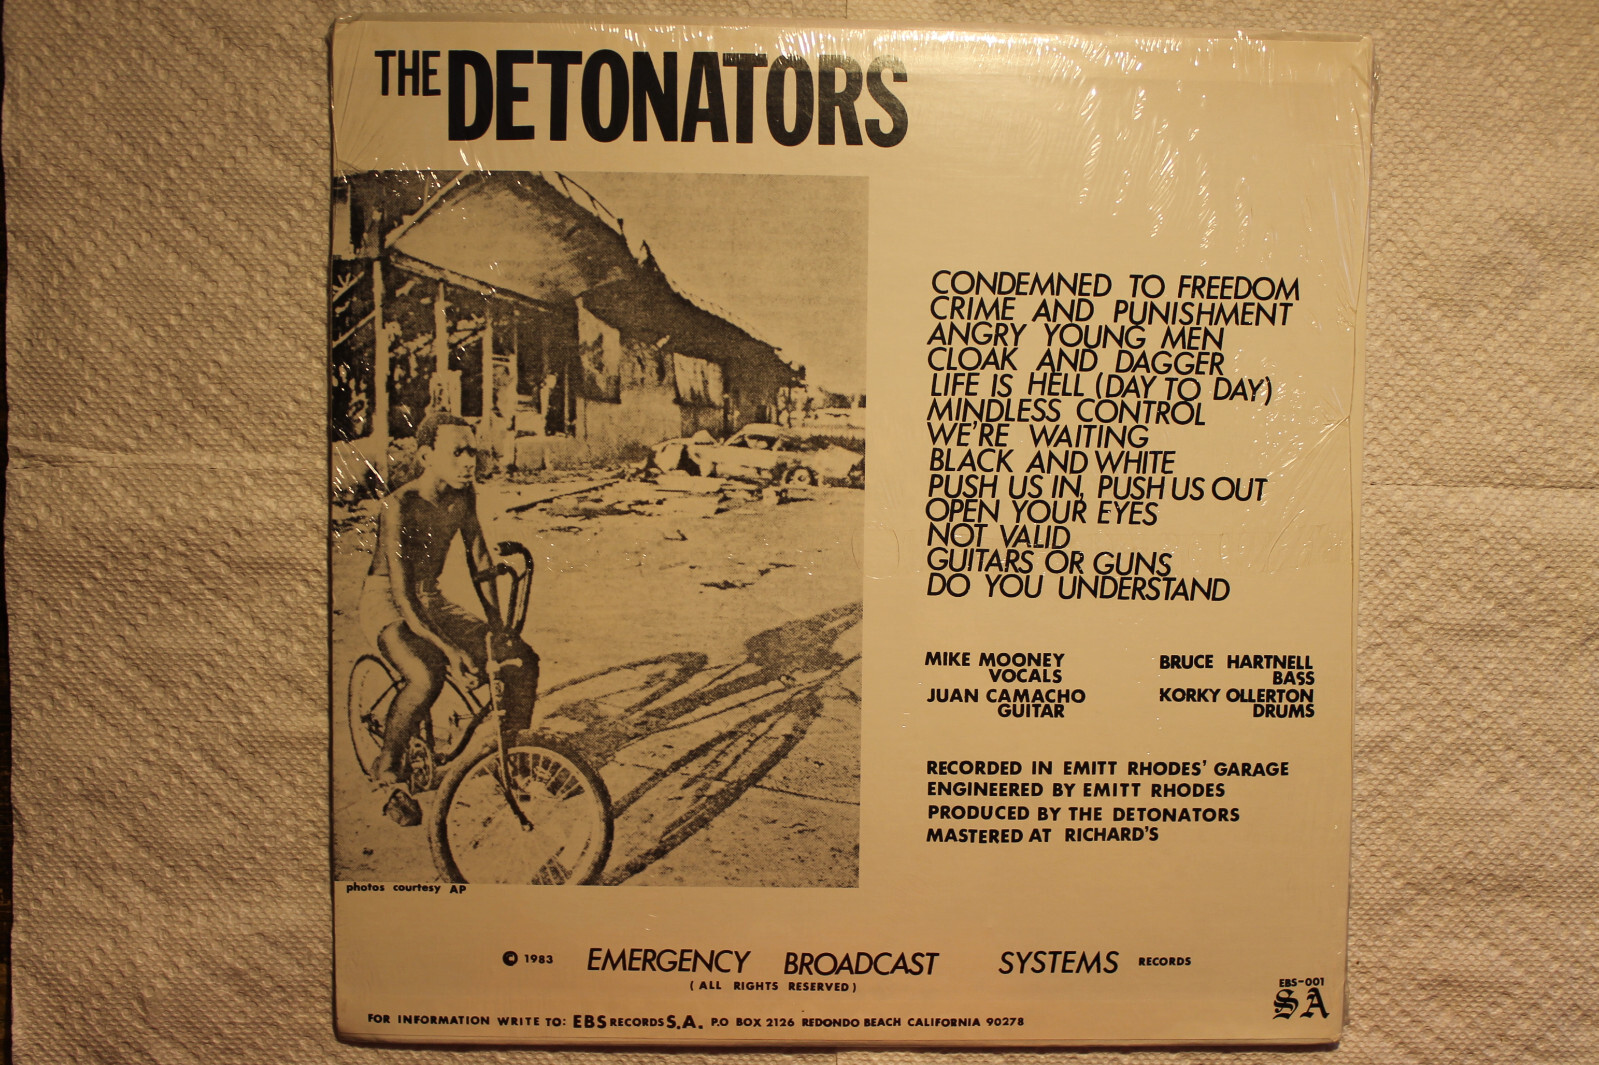 THE DETONATORS
CONDEMNED TO FREEDOM
CRIME AND PUNISHMENT
ANGRY YOUNG MEN
CLOAK AND DAGGER
LIFE IS HELL (DAY TO DAY)
MINDLESS CONTROL
WE'RE WAITING
BLACK AND WHITE
PUSH US IN, PUSH US OUT
OPEN YOUR EYES
NOT VALID
GUITARS OR GUNS
DO YOU UNDERSTAND
MIKE MOONEY
VOCALS
BRUCE HARTNELL
BASS
JUAN CAMACHO
GUITAR
KORKY OLLERTON
DRUMS
RECORDED IN EMITT RHODES' GARAGE
ENGINEERED BY EMITT RHODES
PRODUCED BY THE DETONATORS
MASTERED AT RICHARD'S
photos courtesy AP
© 1983 EMERGENCY BROADCAST SYSTEMS RECORDS
(ALL RIGHTS RESERVED)
EBS-001
SA
FOR INFORMATION WRITE TO: EBS RECORDS S.A. P.O BOX 2126 REDONDO BEACH CALIFORNIA 90278